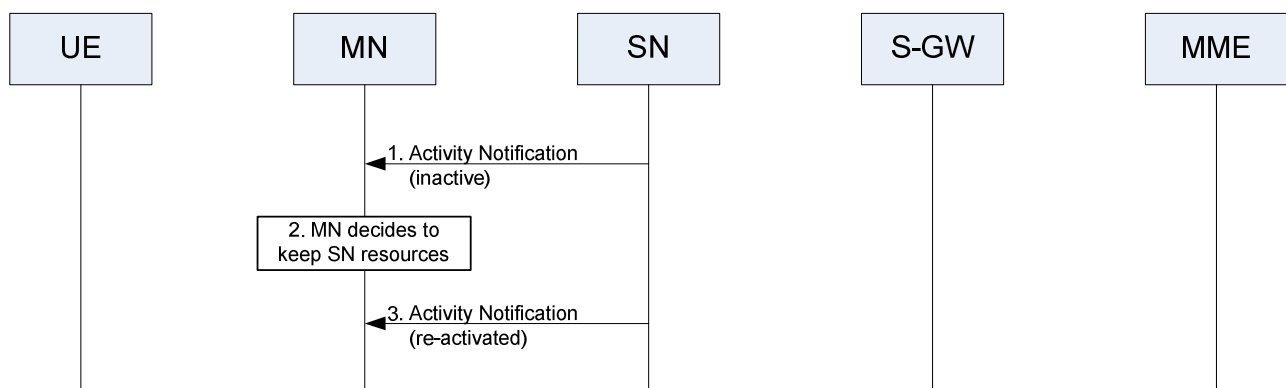 UE
MN
SN
S-GW
MME
1. Activity Notification
(inactive)
2. MN decides to
keep SN resources
3. Activity Notification
(re-activated)